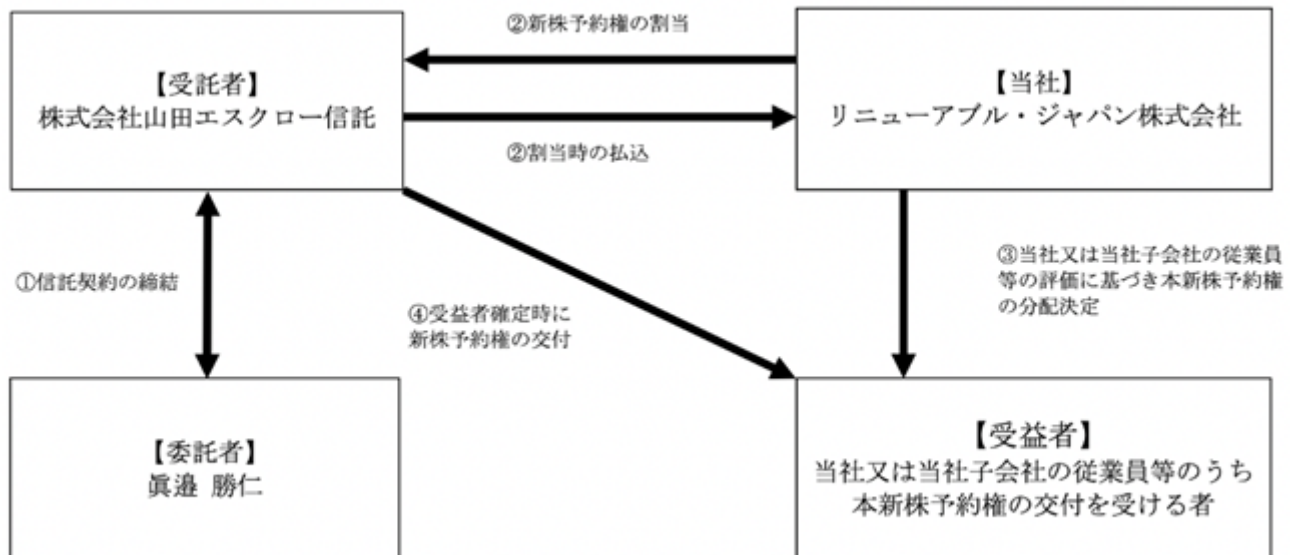 ②新株予約権の割当
【受託者】
株式会社山田エスクロー信託
【当社】
リニューアブル・ジャパン株式会社
②割当時の払込
①信託契約の締結
③当社又は当社子会社の従業員
等の評価に基づき本新株予約権
の分配決定
④受益者確定時に
新株予約権の交付
【委託者】
眞邉 勝仁
【受益者】
当社又は当社子会社の従業員等のうち
本新株予約権の交付を受ける者